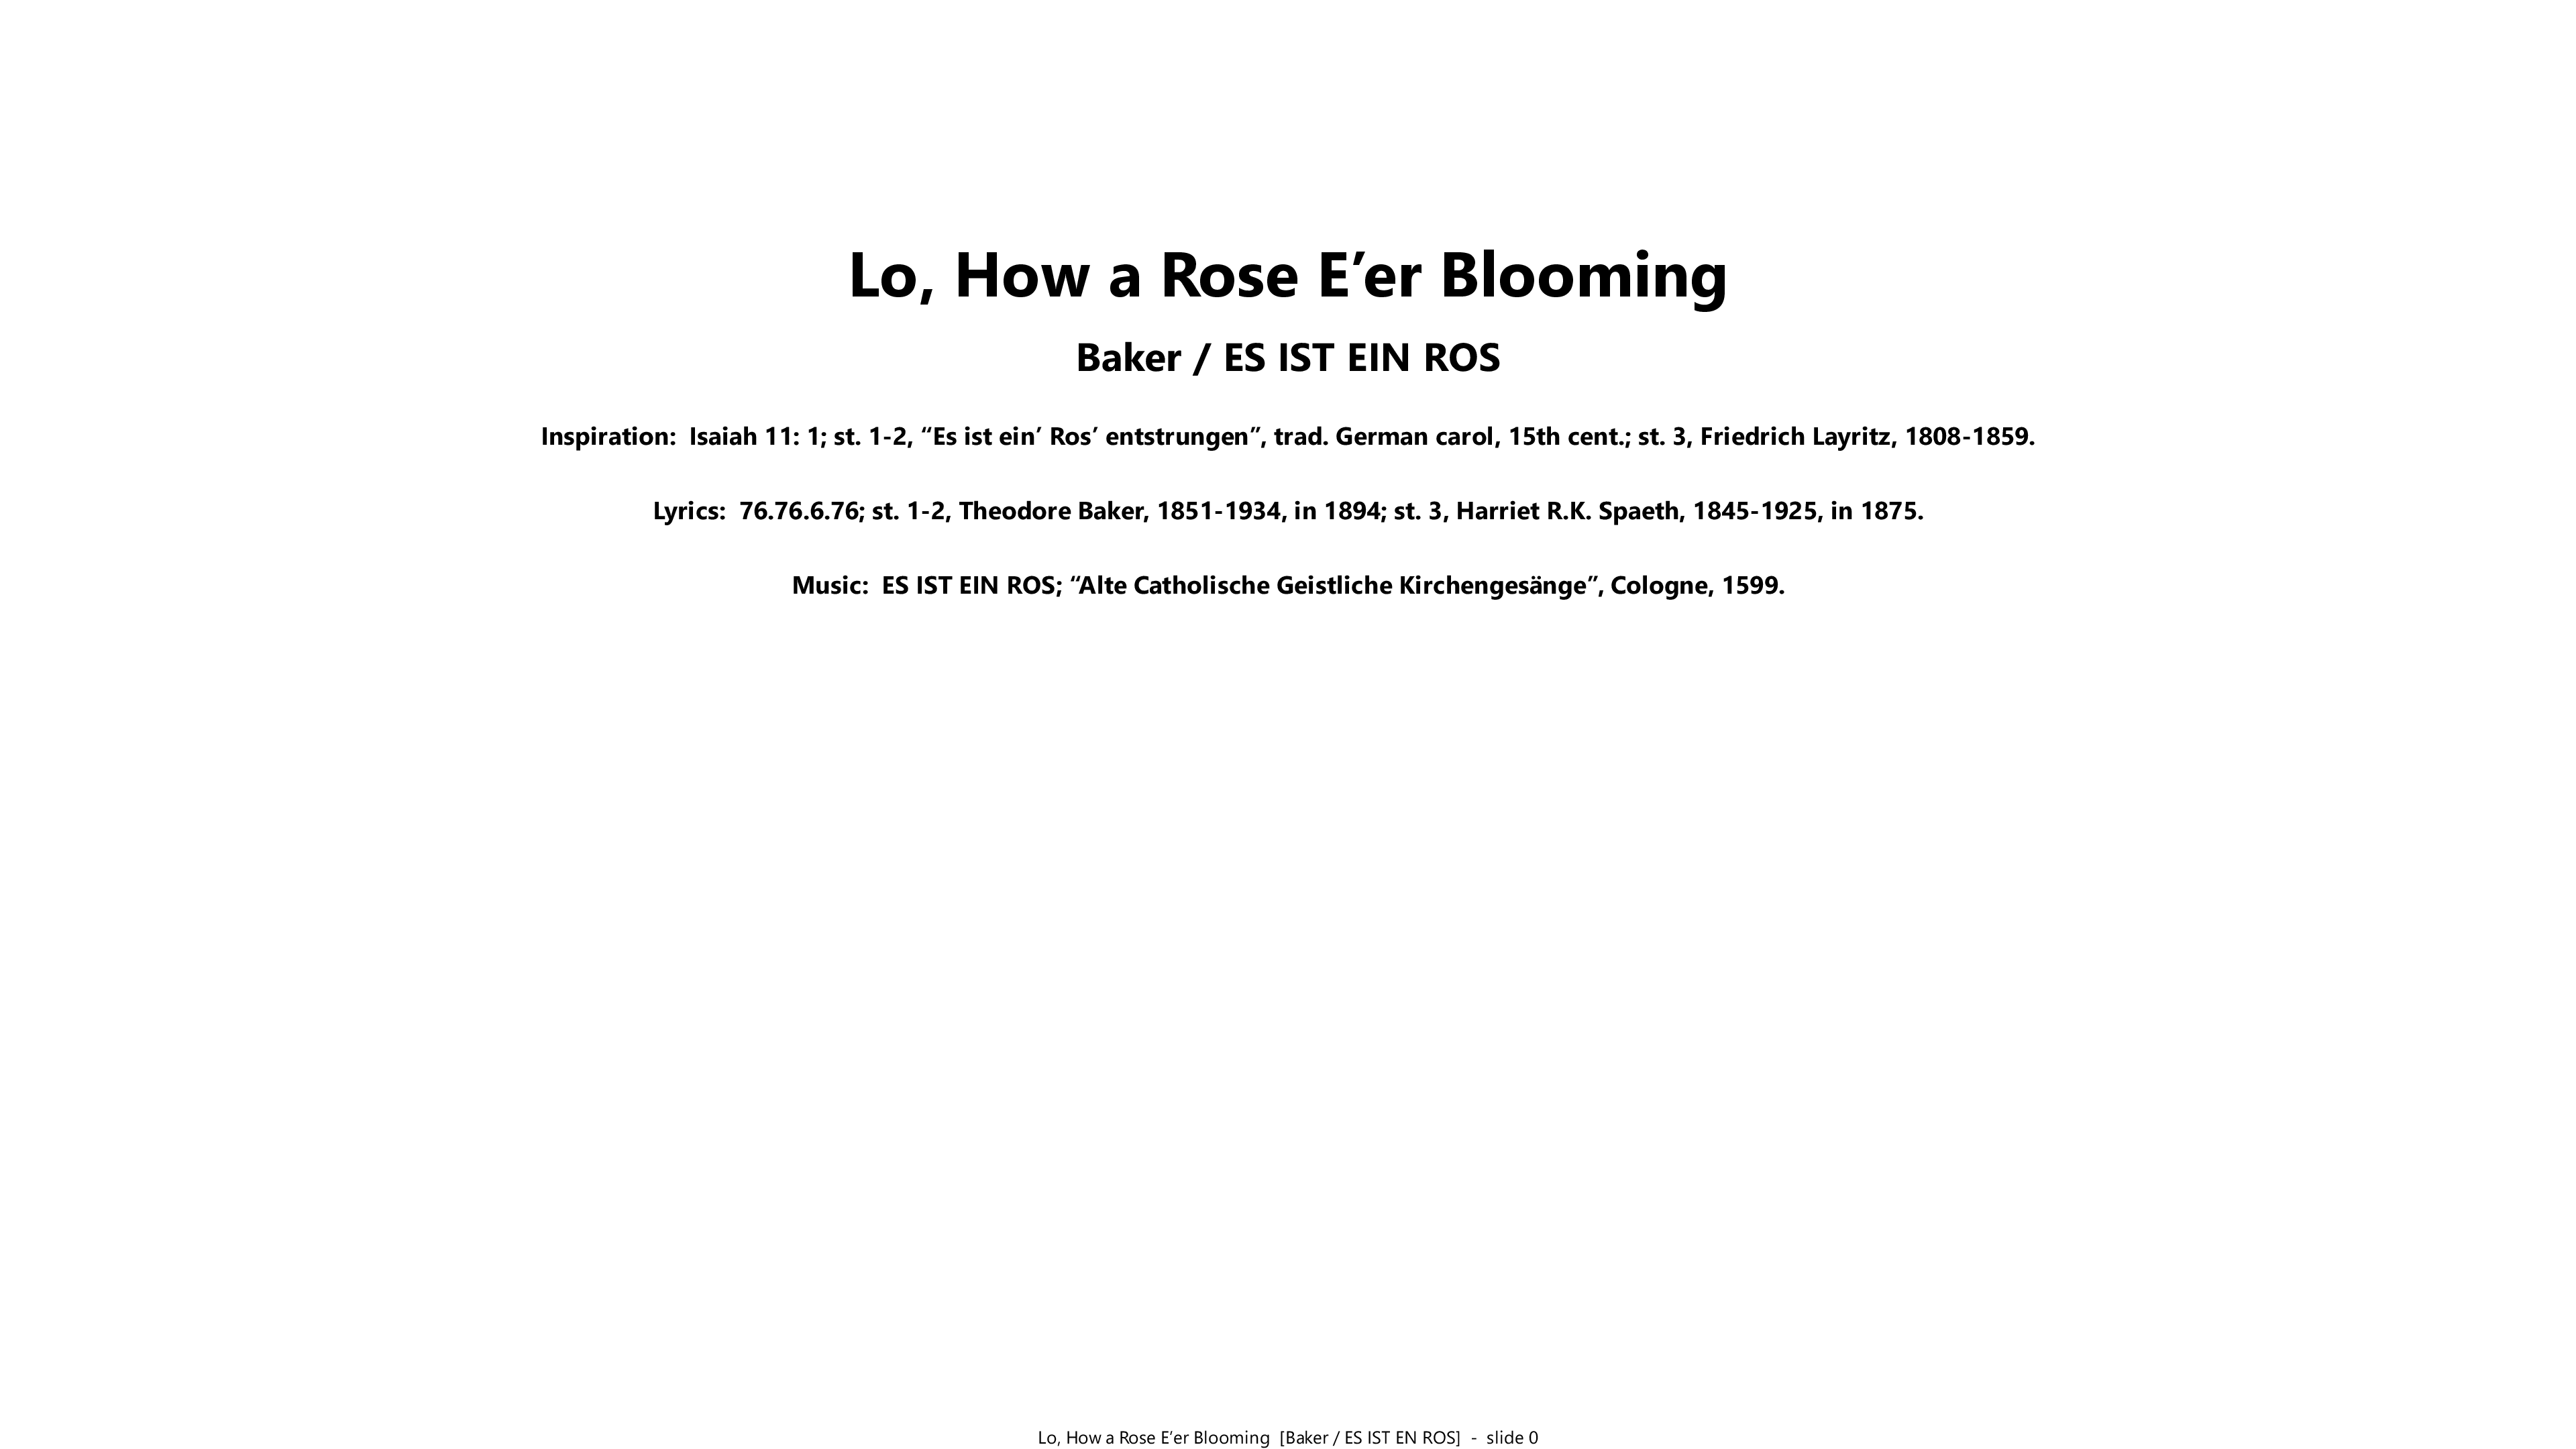 Lo, How a Rose E’er Blooming
Baker / ES IST EIN ROS
Inspiration:  Isaiah 11: 1; st. 1-2, “Es ist ein’ Ros’ entstrungen”, trad. German carol, 15th cent.; st. 3, Friedrich Layritz, 1808-1859.
Lyrics:  76.76.6.76; st. 1-2, Theodore Baker, 1851-1934, in 1894; st. 3, Harriet R.K. Spaeth, 1845-1925, in 1875.
Music:  ES IST EIN ROS; “Alte Catholische Geistliche Kirchengesänge”, Cologne, 1599.
Lo, How a Rose E’er Blooming  [Baker / ES IST EN ROS]  -  slide 0